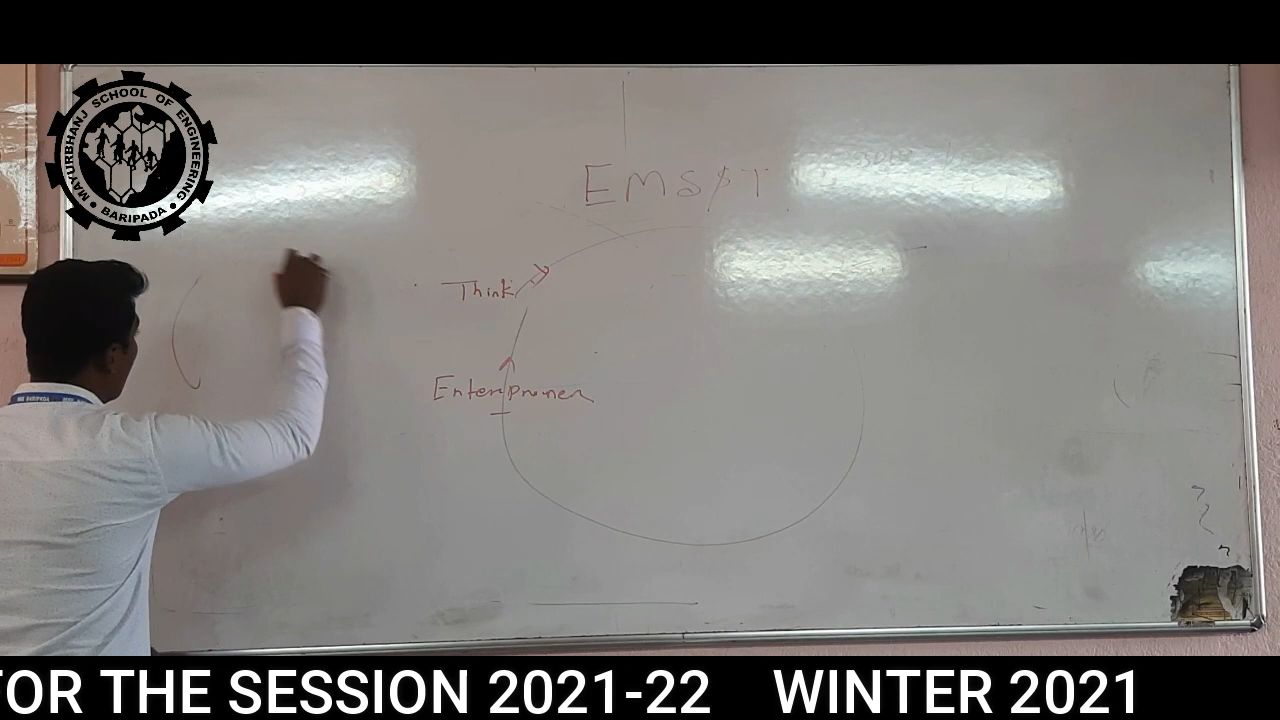 MAYURBHANJ SCHOOL OF ENGINEERING
• BARIPADA •
EMS/T
Think
Enterprener
FOR THE SESSION 2021-22 WINTER 2021